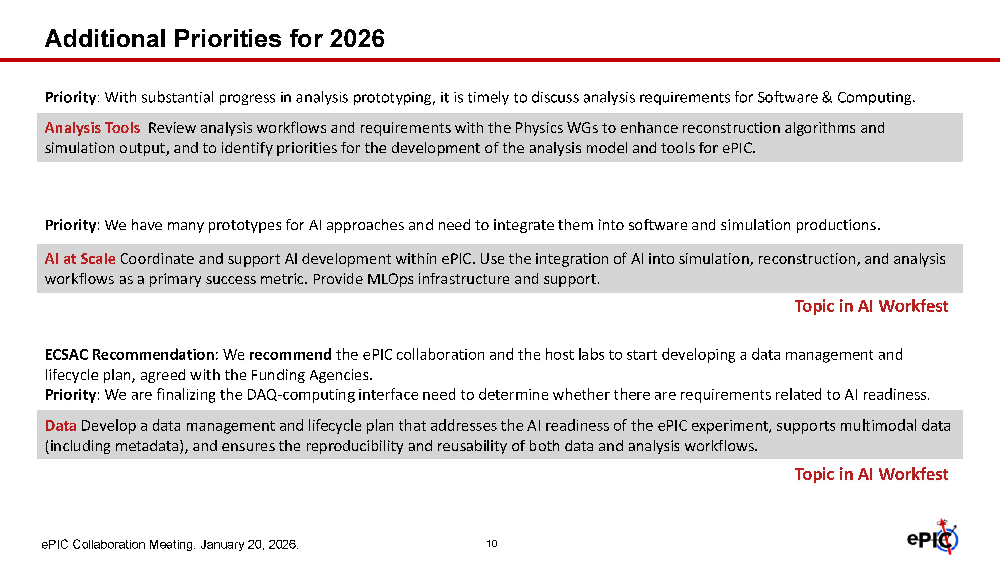 Additional Priorities for 2026
Priority: With substantial progress in analysis prototyping, it is timely to discuss analysis requirements for Software & Computing.
Analysis Tools Review analysis workflows and requirements with the Physics WGs to enhance reconstruction algorithms and
simulation output, and to identify priorities for the development of the analysis model and tools for ePIC.
Priority: We have many prototypes for AI approaches and need to integrate them into software and simulation productions.
AI at Scale Coordinate and support AI development within ePIC. Use the integration of AI into simulation, reconstruction, and analysis
workflows as a primary success metric. Provide MLOps infrastructure and support.
Topic in AI Workfest
ECSAC Recommendation: We recommend the ePIC collaboration and the host labs to start developing a data management and
lifecycle plan, agreed with the Funding Agencies.
Priority: We are finalizing the DAQ-computing interface need to determine whether there are requirements related to AI readiness.
Data Develop a data management and lifecycle plan that addresses the AI readiness of the ePIC experiment, supports multimodal data
(including metadata), and ensures the reproducibility and reusability of both data and analysis workflows.
Topic in AI Workfest
ePIC Collaboration Meeting, January 20, 2026.
10
ePIC